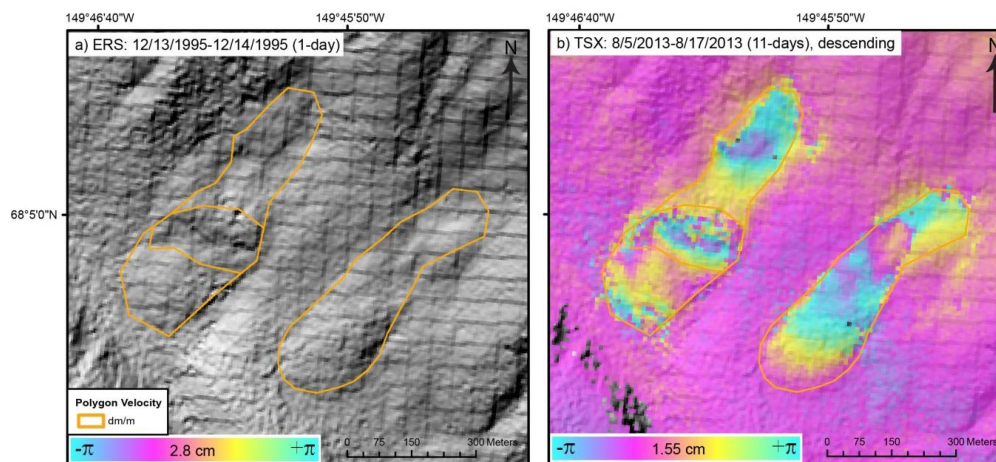 149°46'40"W
149°45'50"W
149°46'40"W
149°45'50"W
a) ERS: 12/13/1995-12/14/1995 (1-day)
N
b) TSX: 8/5/2013-8/17/2013 (11-days), descending
N
68°5'0"N
Polygon Velocity
dm/m
-π 2.8 cm +π
0 75 150 300 Meters
-π 1.55 cm +π
0 75 150 300 Meters